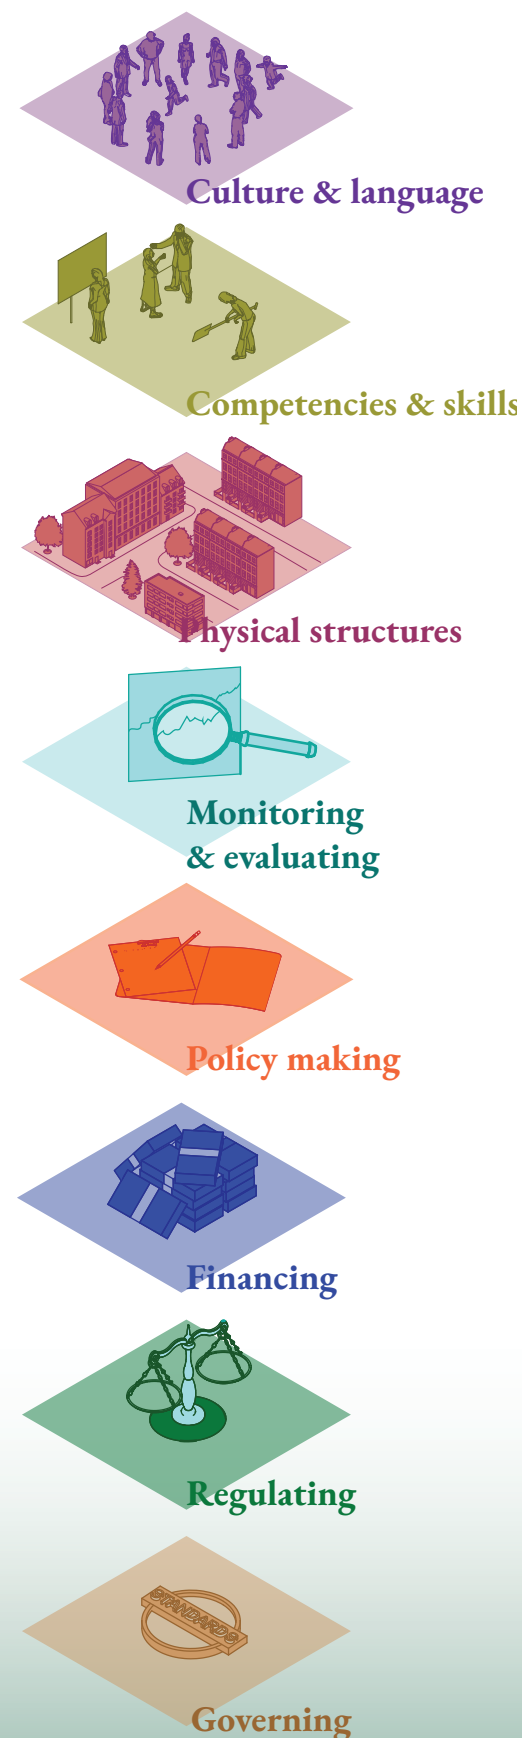 Culture & language
Competencies & skills
Physical structures
Monitoring
& evaluating
Policy making
Financing
Regulating
STANDARDS
Governing